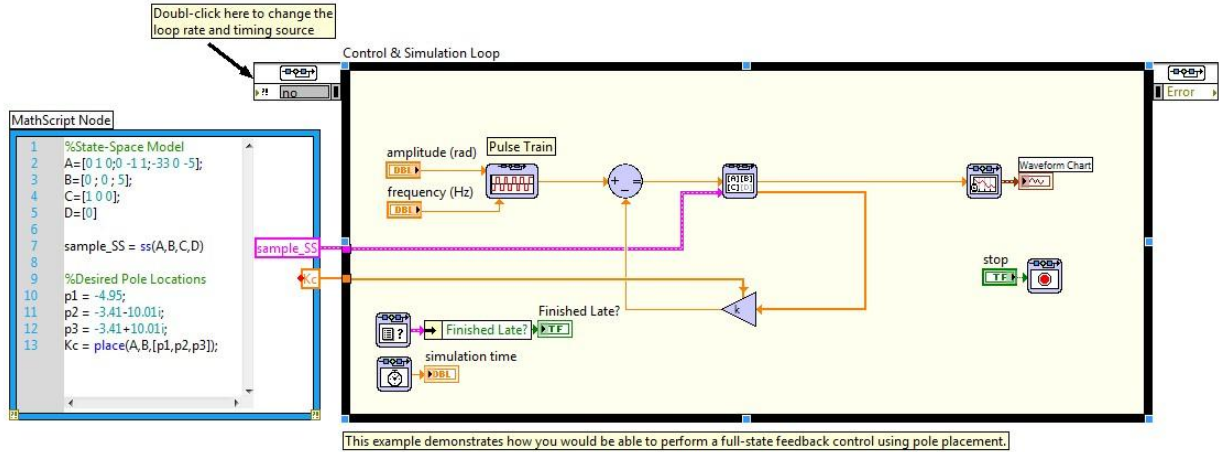 Doubl-click here to change the
loop rate and timing source
Control & Simulation Loop
?! no
Error
MathScript Node
1 %State-Space Model
2 A=[0 1 0;0 -1 1;-33 0 -5];
3 B=[0 ; 0 ; 5];
4 C=[1 0 0];
5 D=[0]
6
7 sample_SS = ss(A,B,C,D)
8
9 %Desired Pole Locations
10 p1 = -4.95;
11 p2 = -3.41-10.01i;
12 p3 = -3.41+10.01i;
13 Kc = place(A,B,[p1,p2,p3]);
sample_SS
Kc
amplitude (rad)
DBL
Pulse Train
frequency (Hz)
DBL
[A][B]
[C][D]
Waveform Chart
stop
TF
k
Finished Late?
?
Finished Late?
TF
simulation time
DBL
?!
?!
This example demonstrates how you would be able to perform a full-state feedback control using pole placement.